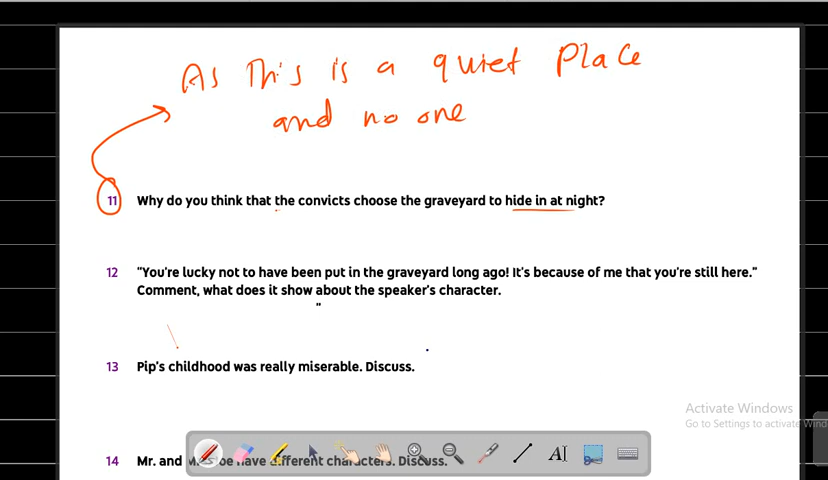 As This is a quiet Place
and no one
11 Why do you think that the convicts choose the graveyard to hide in at night?
12 "You're lucky not to have been put in the graveyard long ago! It's because of me that you're still here."
Comment, what does it show about the speaker's character.
"
13 Pip's childhood was really miserable. Discuss.
Activate Windows
Go to Settings to activate Wind
14 Mr. and be have different characters. Discuss.
AI